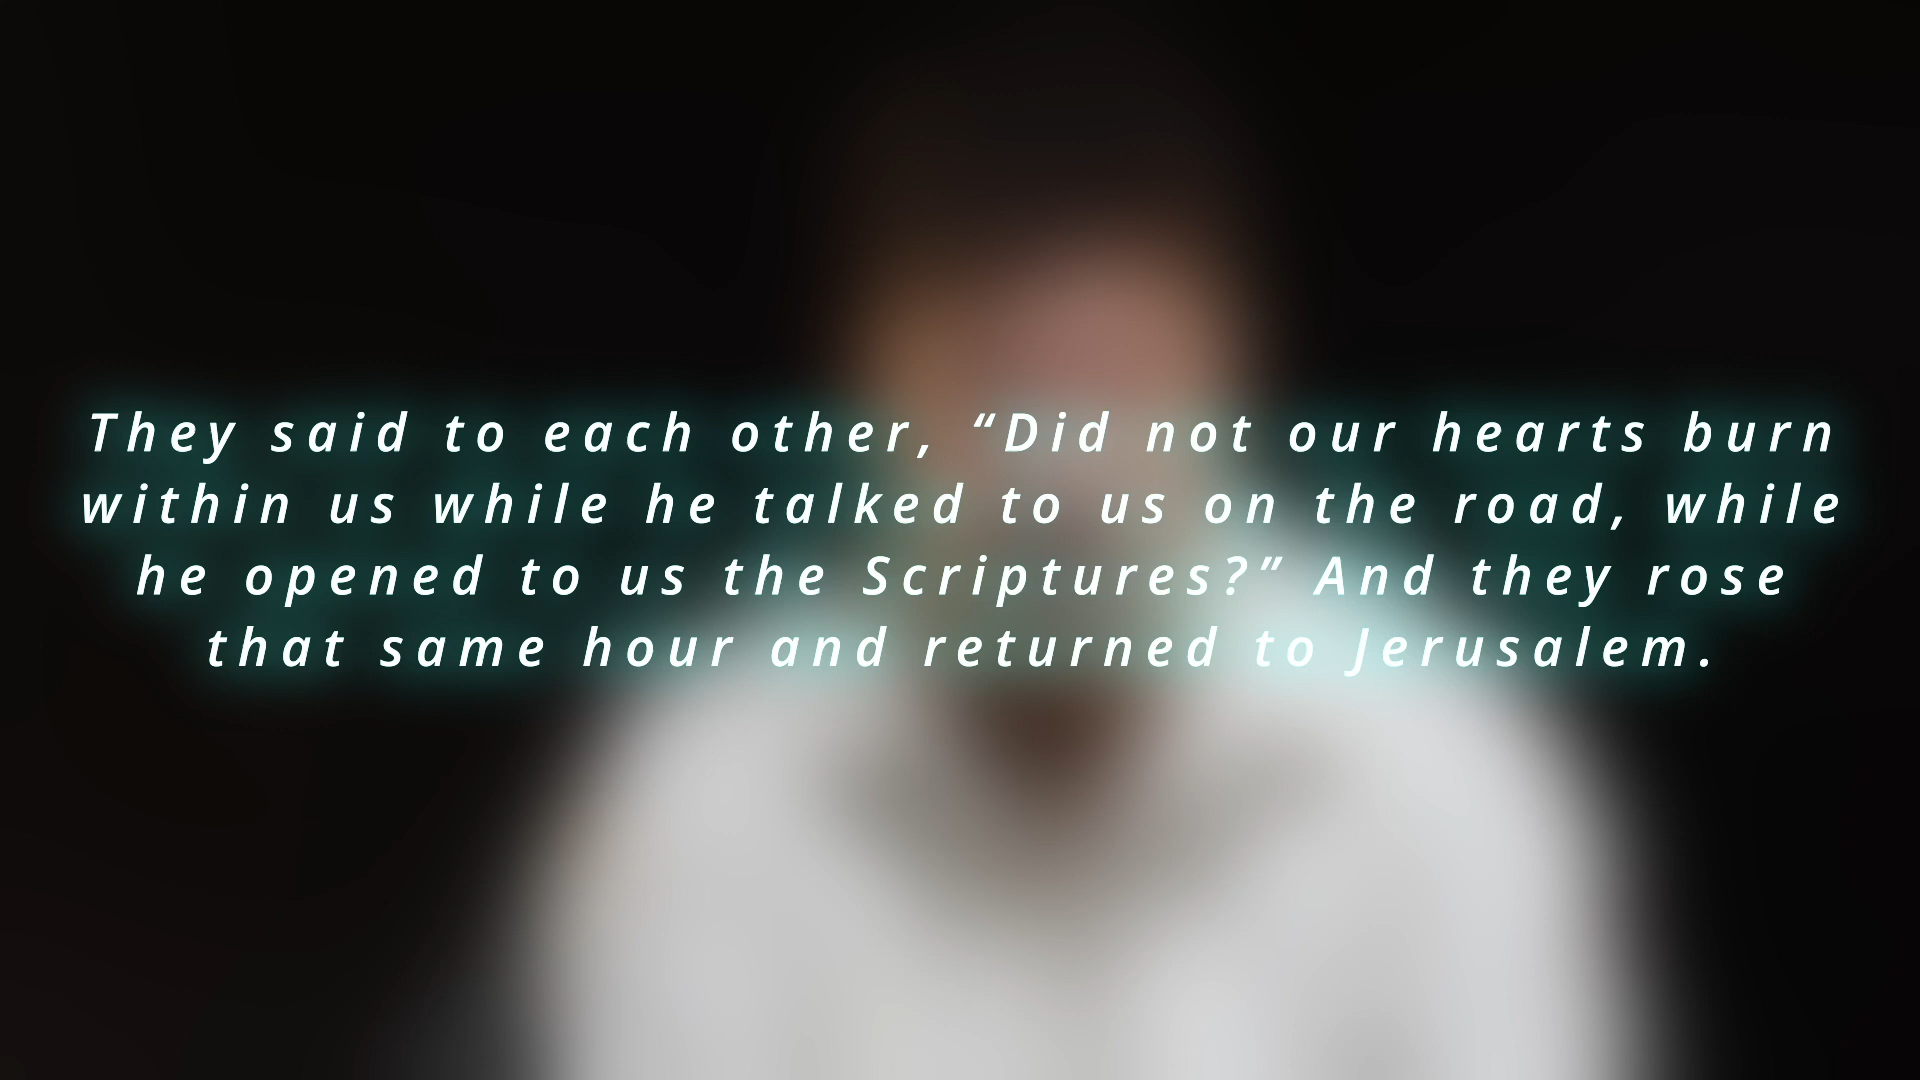 They said to each other, “Did not our hearts burn
within us while he talked to us on the road, while
he opened to us the Scriptures?” And they rose
that same hour and returned to Jerusalem.